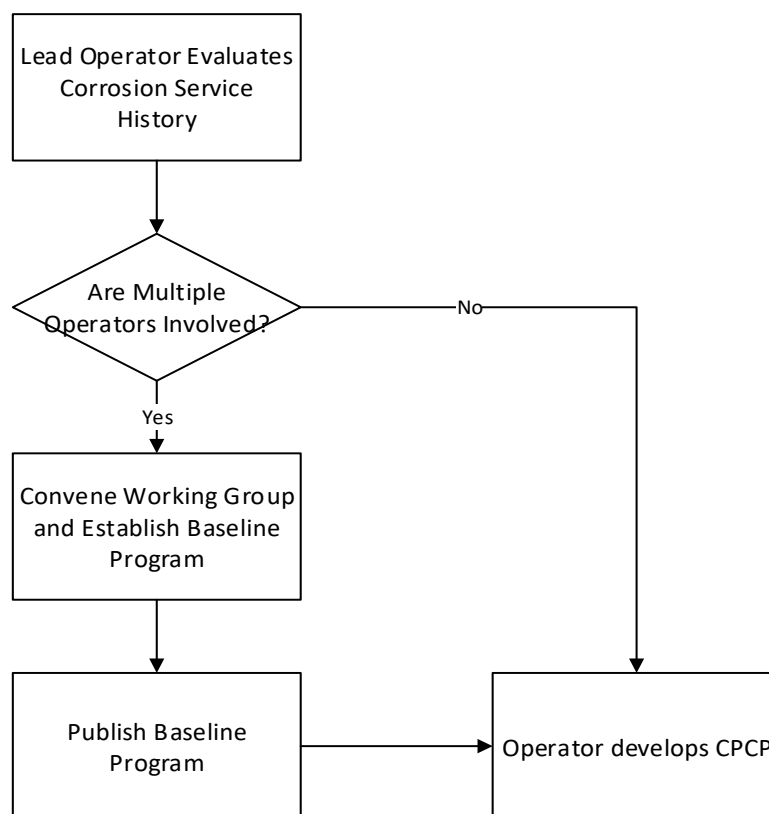 Lead Operator Evaluates
Corrosion Service
History
Are Multiple
Operators Involved?
No
Yes
Convene Working Group
and Establish Baseline
Program
Publish Baseline
Program
Operator develops CPCP